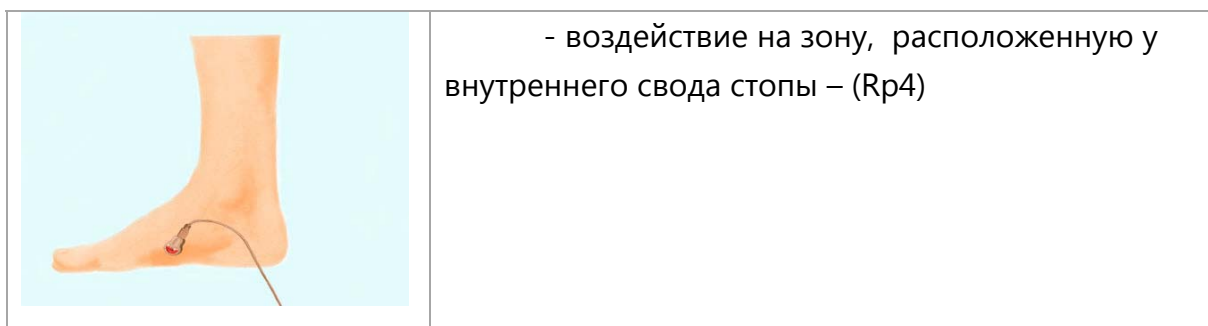 - воздействие на зону, расположенную у
внутреннего свода стопы – (Rp4)